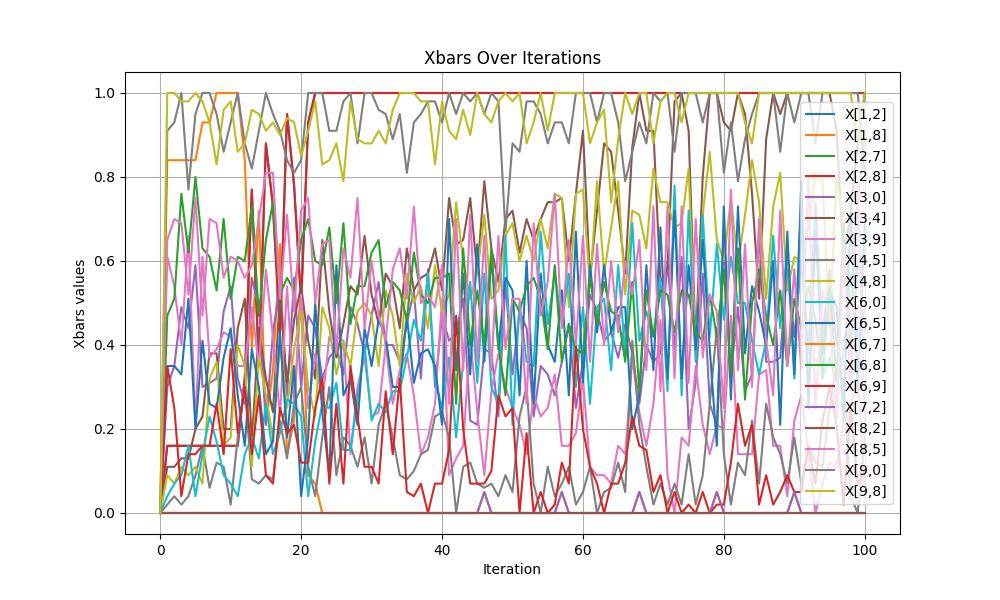 Xbars Over Iterations
Xbars values
1.0
0.8
0.6
0.4
0.2
0.0
0
20
40
60
80
100
Iteration
X[1,2]
X[1,8]
X[2,7]
X[2,8]
X[3,0]
X[3,4]
X[3,9]
X[4,5]
X[4,8]
X[6,0]
X[6,5]
X[6,7]
X[6,8]
X[6,9]
X[7,2]
X[8,2]
X[8,5]
X[9,0]
X[9,8]